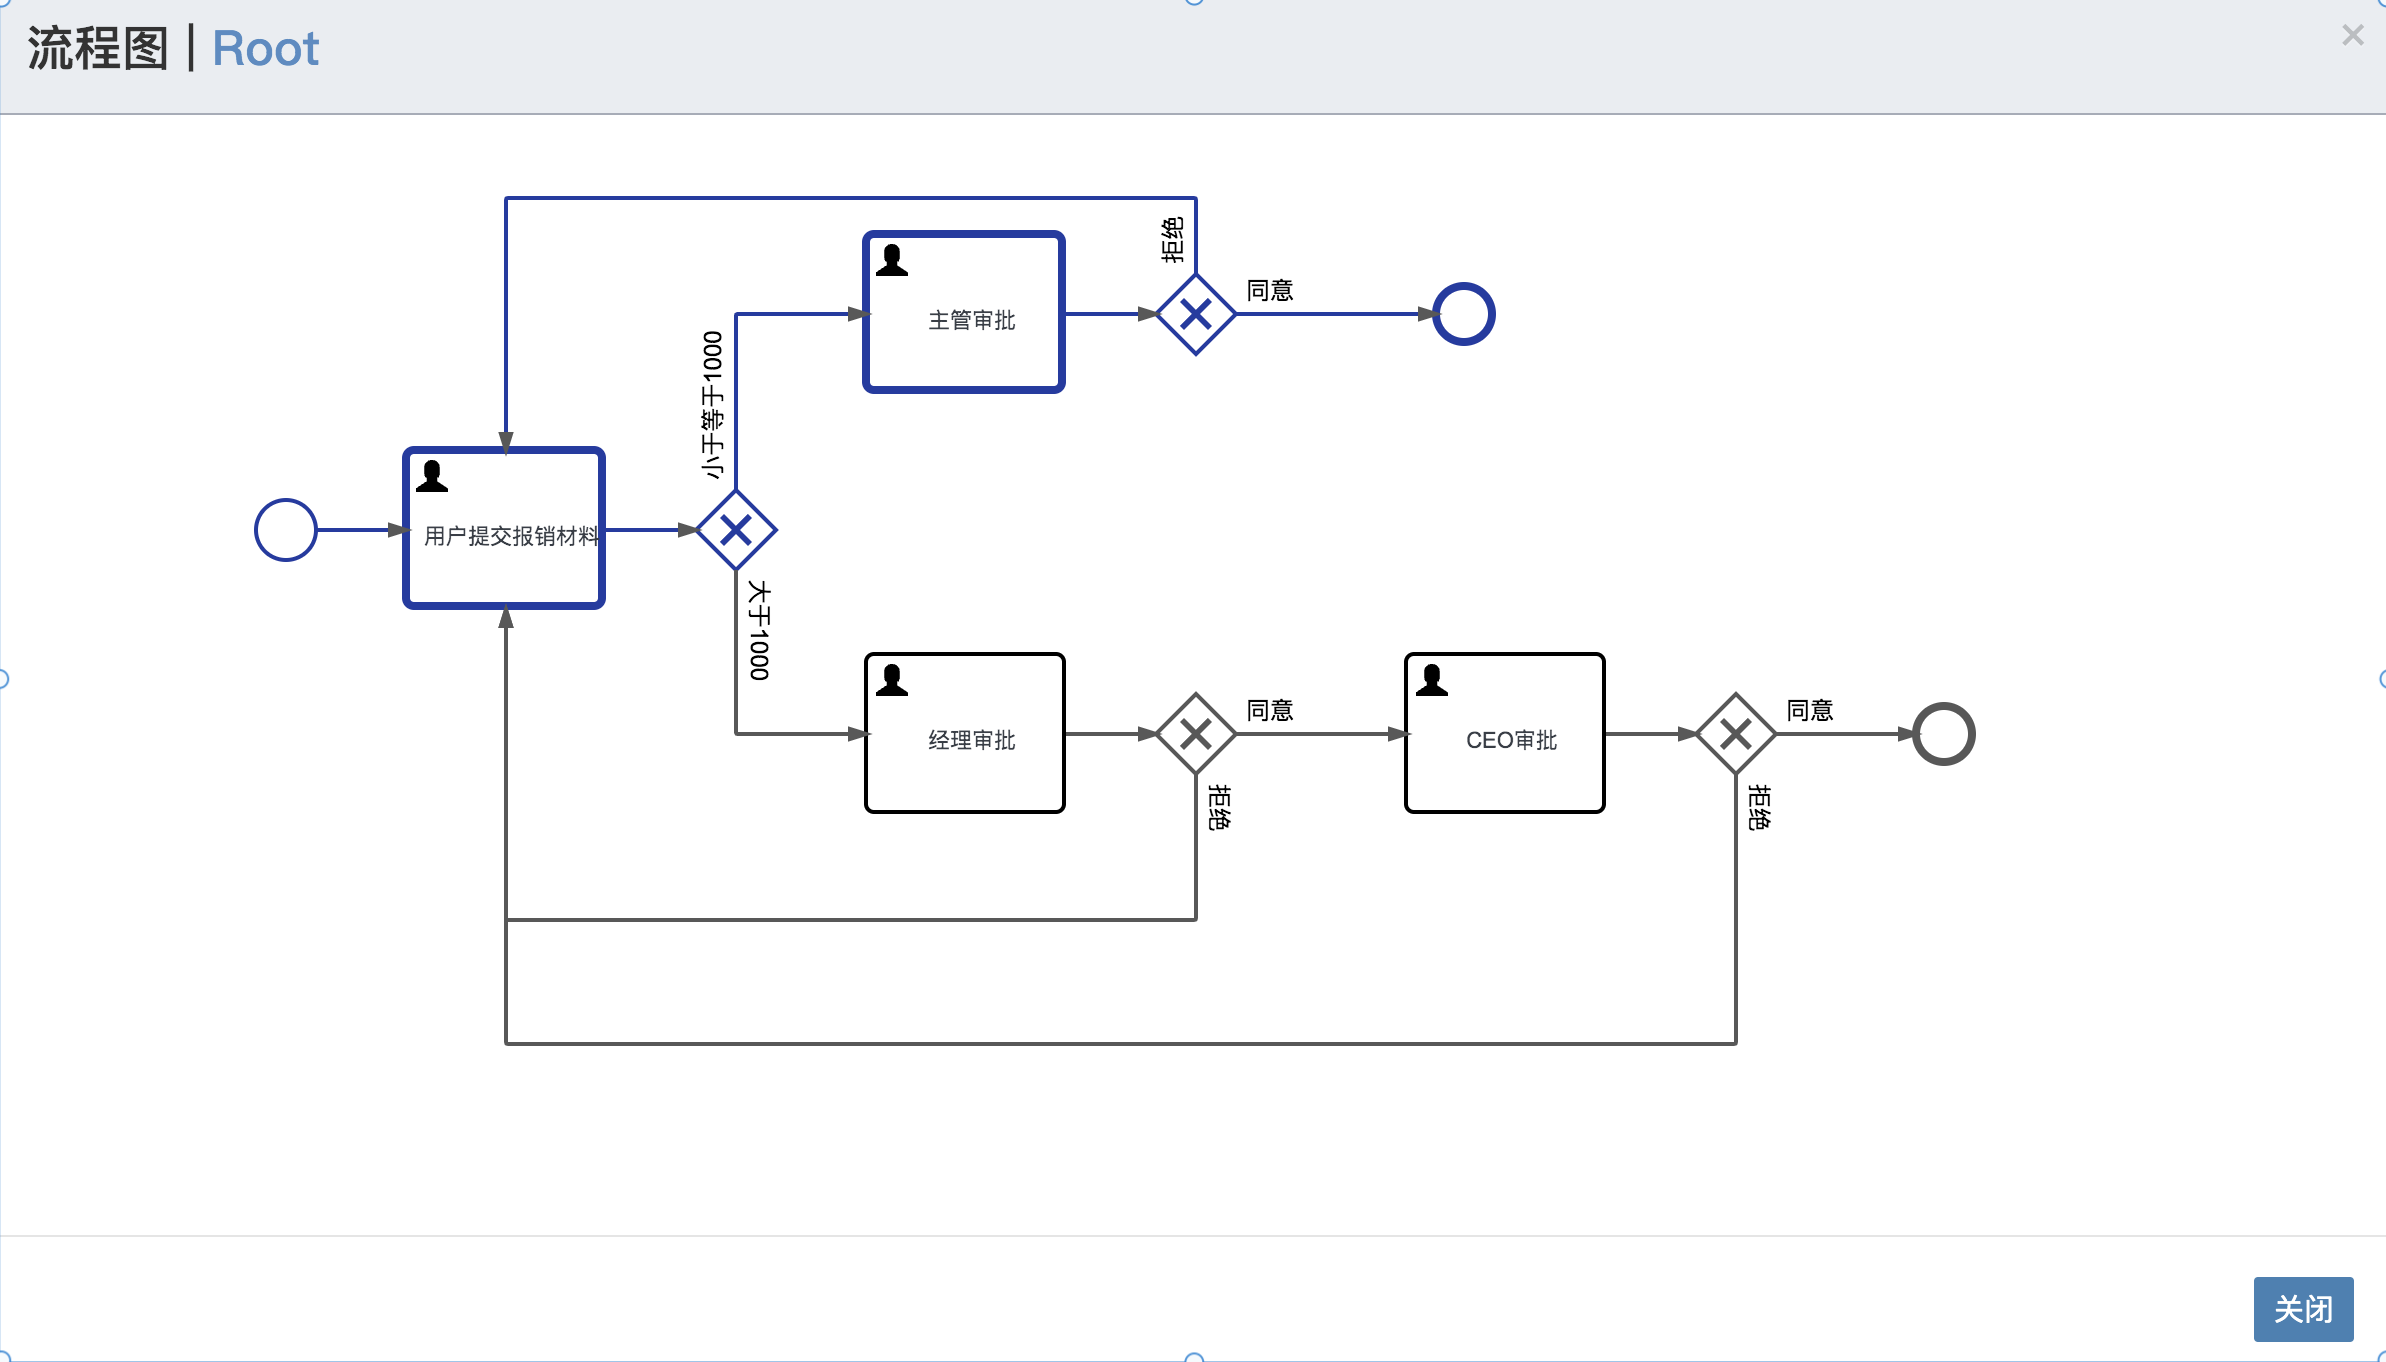 流程图 | Root
×
拒绝
同意
主管审批
小于等于1000
用户提交报销材料
大于1000
经理审批
同意
CEO审批
同意
拒绝
拒绝
关闭